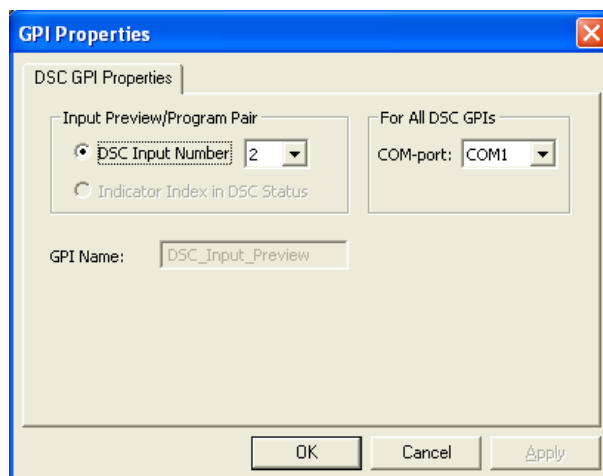 GPI Properties
DSC GPI Properties
Input Preview/Program Pair
For All DSC GPIs
DSC Input Number 2
COM-port: COM1
Indicator Index in DSC Status
GPI Name: DSC_Input_Preview
OK Cancel Apply